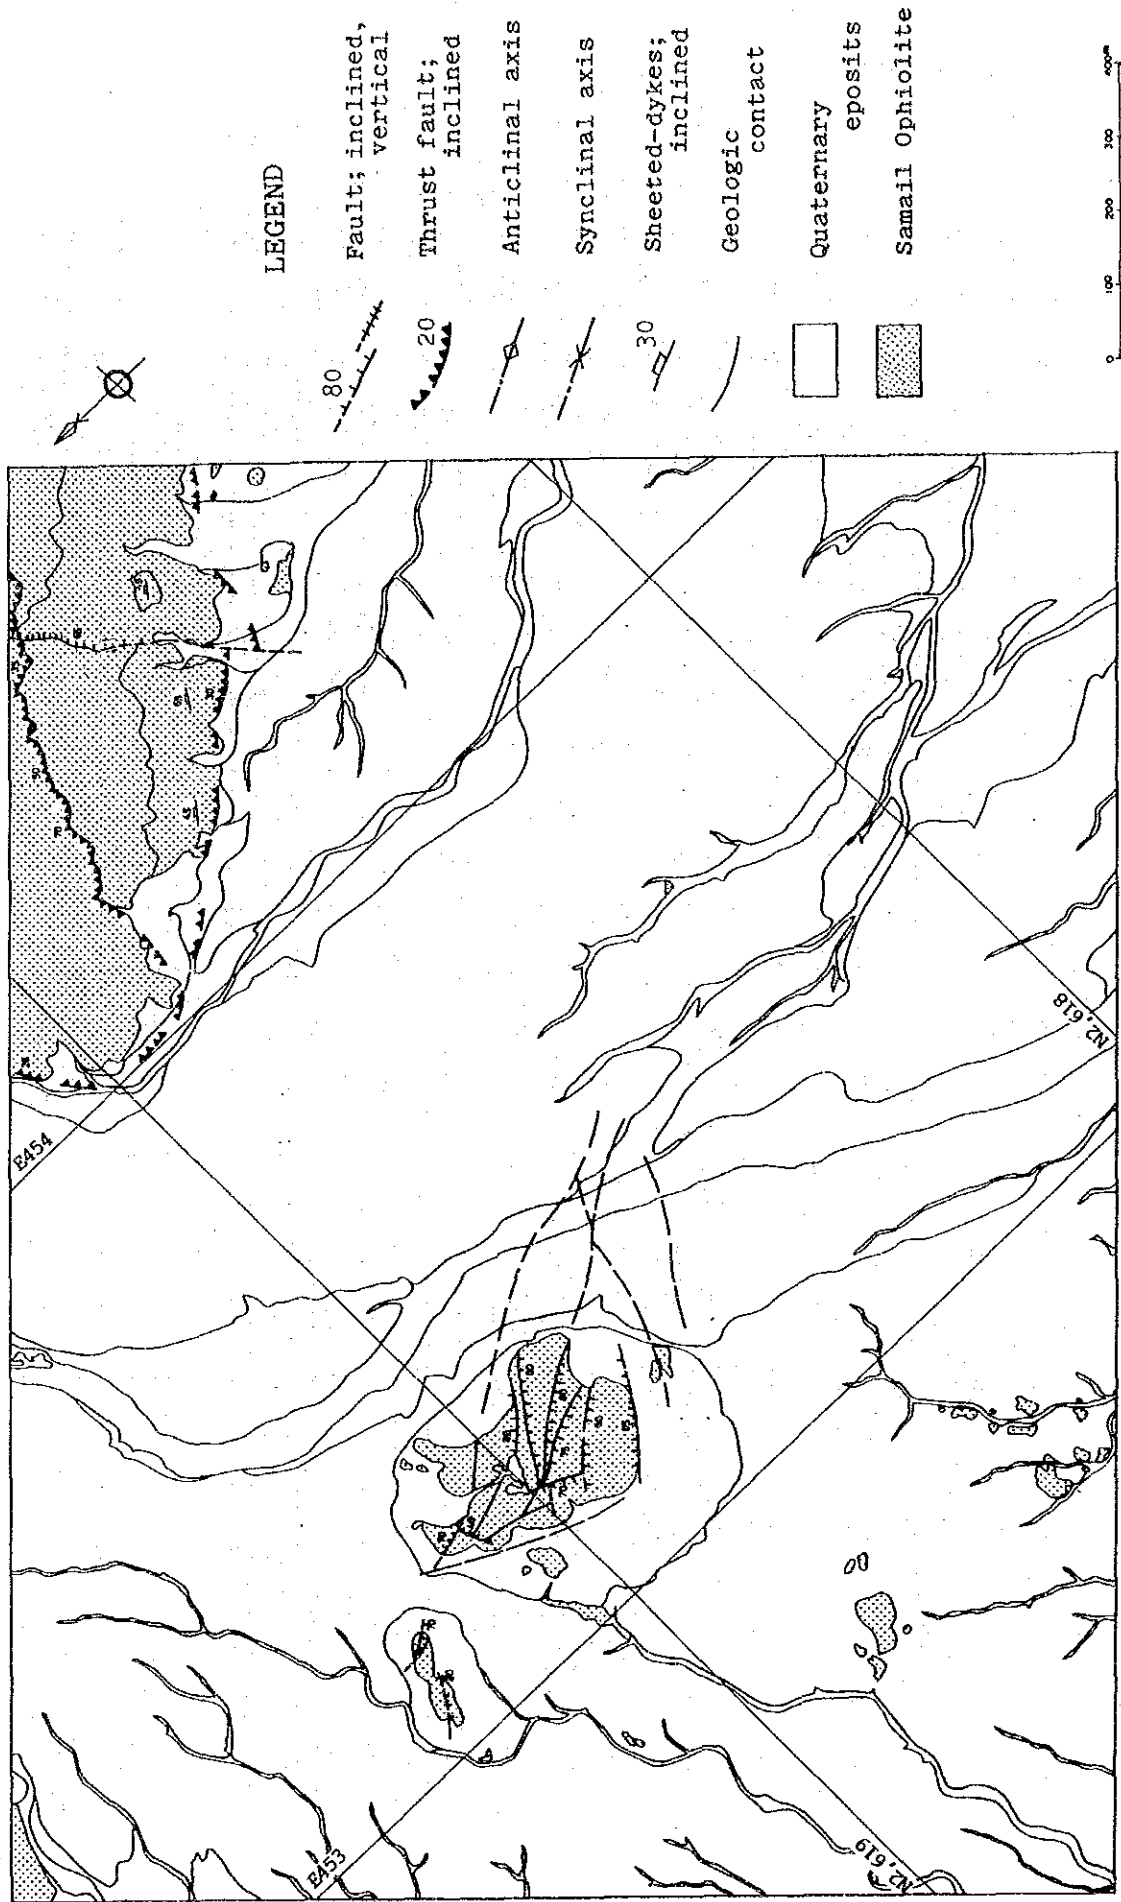 LEGEND
80
Fault; inclined,
vertical
20
Thrust fault;
inclined
Anticlinal axis
Synclinal axis
30
Sheeted-dykes;
inclined
Geologic
contact
Quaternary
eposits
Samail Ophiolite
0 100 200 300 400m
E454
E453
N2,618
N2,619